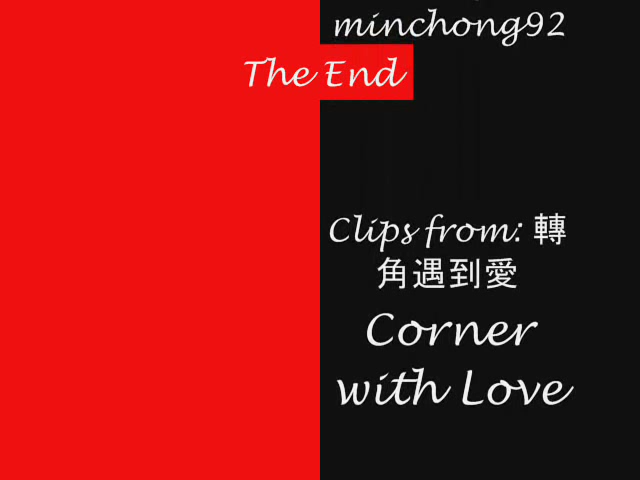 minchong92
The End
Clips from: 轉
角遇到愛
Corner
with Love